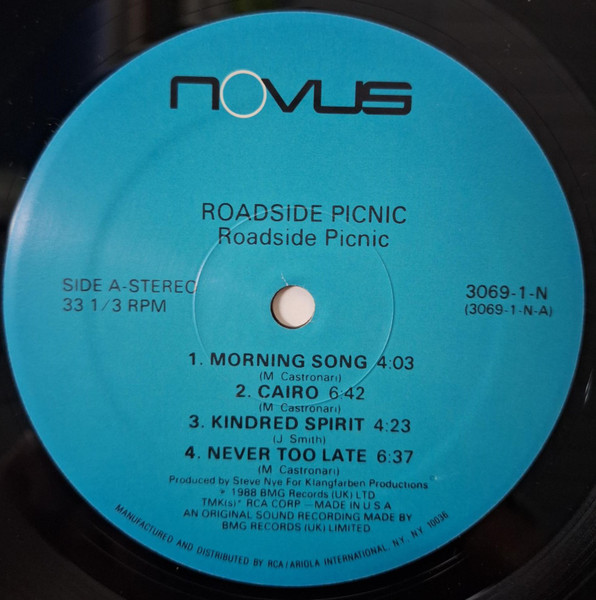 NOVUS
ROADSIDE PICNIC
Roadside Picnic
SIDE A-STEREO
33 1/3 RPM
3069-1-N
(3069-1-N-A)
1. MORNING SONG 4:03
(M Castronari)
2. CAIRO 6:42
(M Castronari)
3. KINDRED SPIRIT 4:23
(J Smith)
4. NEVER TOO LATE 6:37
(M Castronari)
Produced by Steve Nye For Klangfarben Productions
℗ 1988 BMG Records (UK) LTD
TMK(s)® RCA CORP —MADE IN U S A
AN ORIGINAL SOUND RECORDING MADE BY
BMG RECORDS (UK) LIMITED
MANUFACTURED AND DISTRIBUTED BY RCA/ARIOLA INTERNATIONAL, N.Y. N.Y. 10036